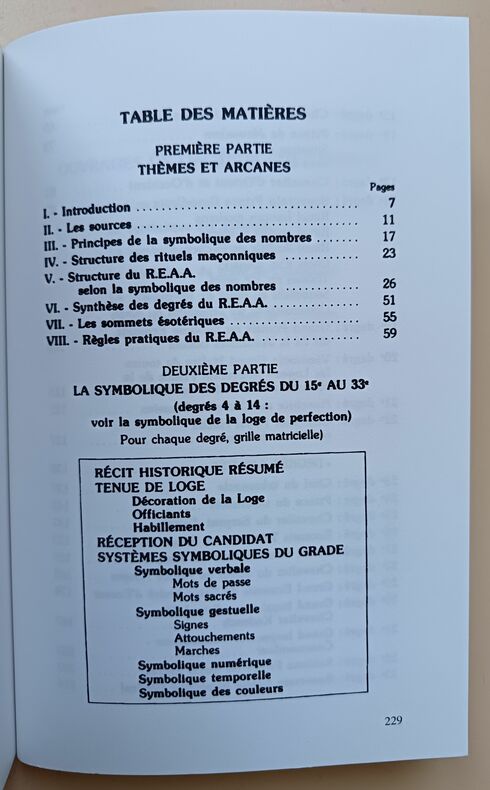 TABLE DES MATIÈRES
PREMIÈRE PARTIE
THÈMES ET ARCANES
Pages
I. - Introduction .......................... 7
II. - Les sources .......................... 11
III. - Principes de la symbolique des nombres ....... 17
IV. - Structure des rituels maçonniques ............ 23
V. - Structure du R.E.A.A.
selon la symbolique des nombres ............ 26
VI. - Synthèse des degrés du R.E.A.A. ............ 51
VII. - Les sommets ésotériques ................... 55
VIII. - Règles pratiques du R.E.A.A. ............... 59
DEUXIÈME PARTIE
LA SYMBOLIQUE DES DEGRÉS DU 15e AU 33e
(degrés 4 à 14 :
voir la symbolique de la loge de perfection)
Pour chaque degré, grille matricielle)
RÉCIT HISTORIQUE RÉSUMÉ
TENUE DE LOGE
Décoration de la Loge
Officiants
Habillement
RÉCEPTION DU CANDIDAT
SYSTÈMES SYMBOLIQUES DU GRADE
Symbolique verbale
Mots de passe
Mots sacrés
Symbolique gestuelle
Signes
Attouchements
Marches
Symbolique numérique
Symbolique temporelle
Symbolique des couleurs
229